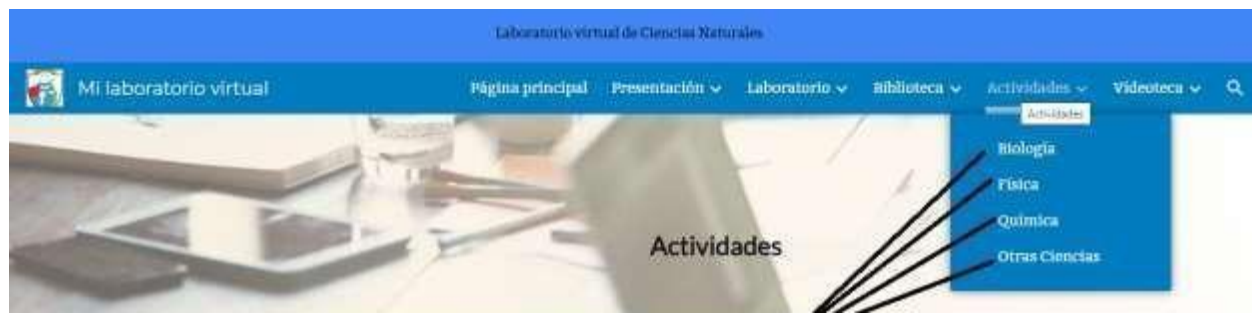 Laboratorio virtual de Ciencias Naturales
Mi laboratorio virtual Página principal Presentación Laboratorio Biblioteca Actividades Videoteca
Actividades
Biología
Física
Química
Actividades
Otras Ciencias